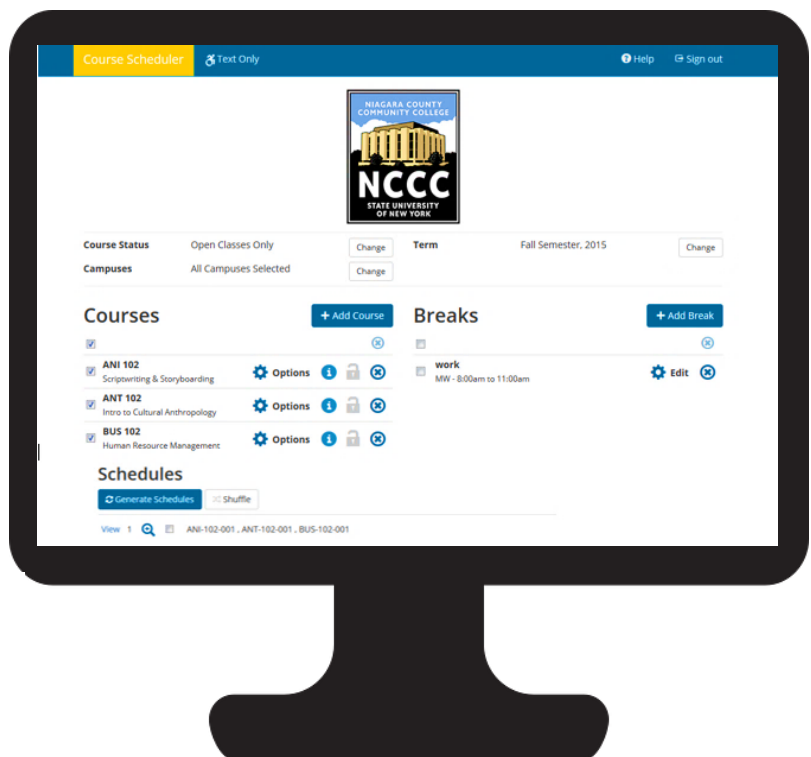 Course Scheduler Text Only Help Sign out
NIAGARA COUNTY
COMMUNITY COLLEGE
NCCC
STATE UNIVERSITY
OF NEW YORK
Course Status Open Classes Only Change Term Fall Semester, 2015 Change
Campuses All Campuses Selected Change
Courses + Add Course Breaks + Add Break
ANI 102
Scriptwriting & Storyboarding Options
work
MW - 8:00am to 11:00am Edit
ANT 102
Intro to Cultural Anthropology Options
BUS 102
Human Resource Management Options
Schedules
Generate Schedules Shuffle
View 1 ANI-102-001 , ANT-102-001 , BUS-102-001